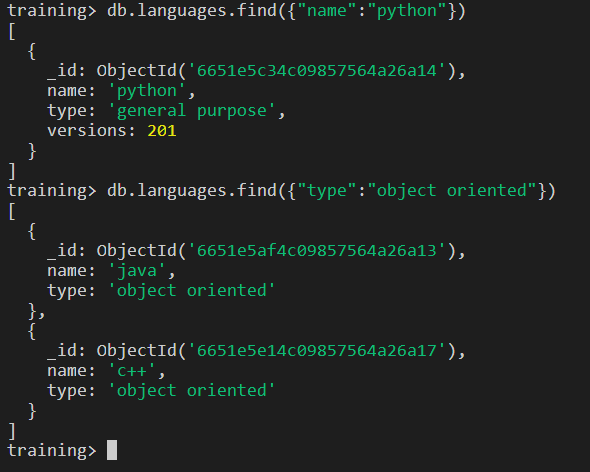 training> db.languages.find({"name":"python"})
[
  {
    _id: ObjectId('6651e5c34c09857564a26a14'),
    name: 'python',
    type: 'general purpose',
    versions: 201
  }
]
training> db.languages.find({"type":"object oriented"})
[
  {
    _id: ObjectId('6651e5af4c09857564a26a13'),
    name: 'java',
    type: 'object oriented'
  },
  {
    _id: ObjectId('6651e5e14c09857564a26a17'),
    name: 'c++',
    type: 'object oriented'
  }
]
training>